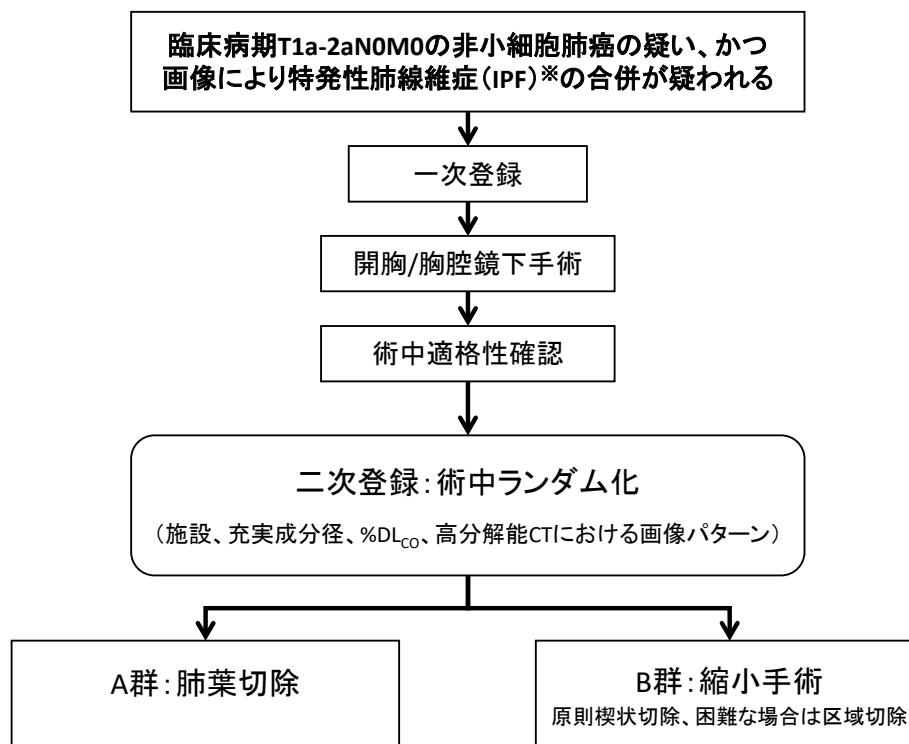 臨床病期T1a-2aN0M0の非小細胞肺癌の疑い、かつ
画像により特発性肺線維症(IPF)※の合併が疑われる
一次登録
開胸/胸腔鏡下手術
術中適格性確認
二次登録：術中ランダム化
（施設、充実成分径、%DLCO、高分解能CTにおける画像パターン）
A群：肺葉切除
B群：縮小手術
原則楔状切除、困難な場合は区域切除